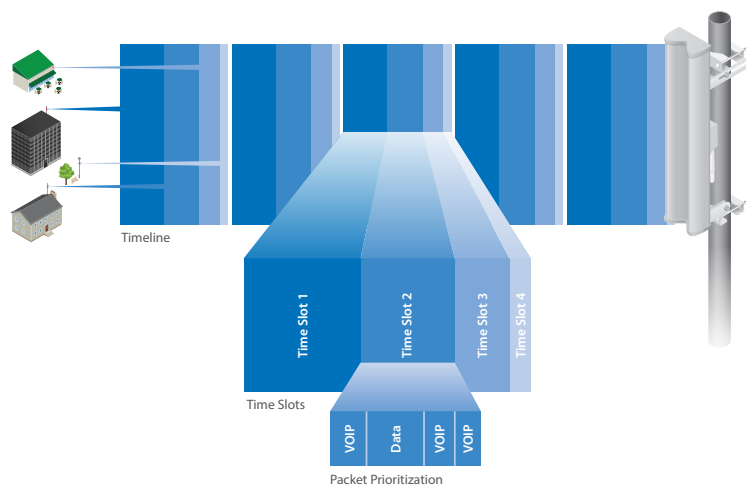 Timeline
Time Slot 1
Time Slot 2
Time Slot 3
Time Slot 4
Time Slots
VOIP
Data
VOIP
VOIP
Packet Prioritization